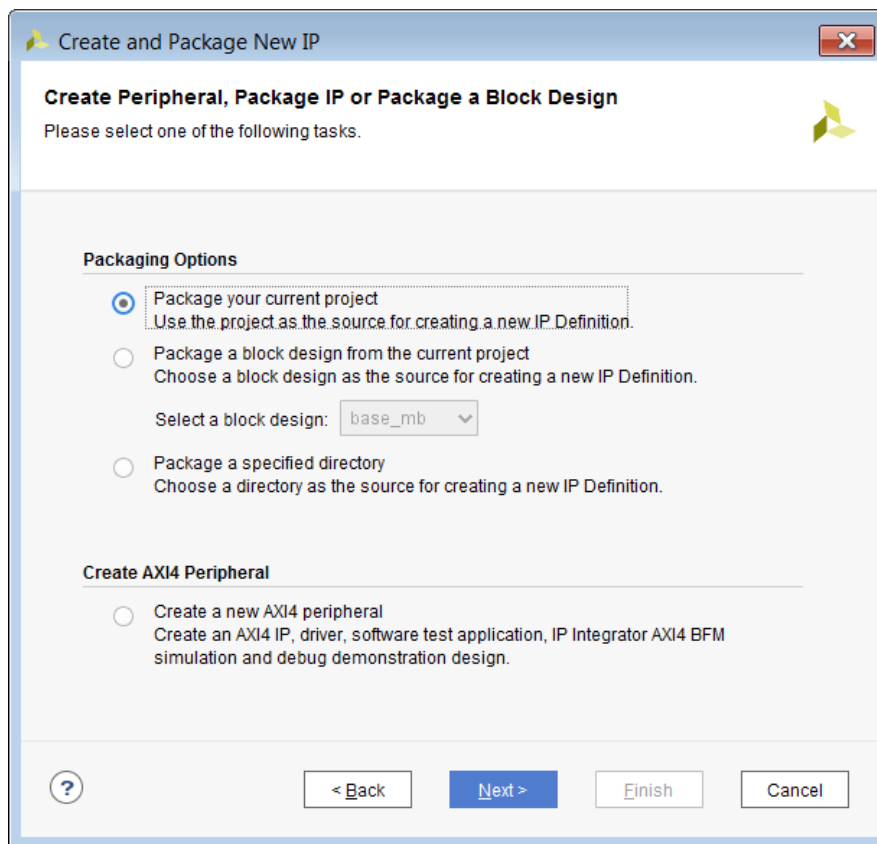 Create and Package New IP
Create Peripheral, Package IP or Package a Block Design
Please select one of the following tasks.
Packaging Options
Package your current project
Use the project as the source for creating a new IP Definition.
Package a block design from the current project
Choose a block design as the source for creating a new IP Definition.
Select a block design: base_mb
Package a specified directory
Choose a directory as the source for creating a new IP Definition.
Create AXI4 Peripheral
Create a new AXI4 peripheral
Create an AXI4 IP, driver, software test application, IP Integrator AXI4 BFM
simulation and debug demonstration design.
? < Back Next > Finish Cancel